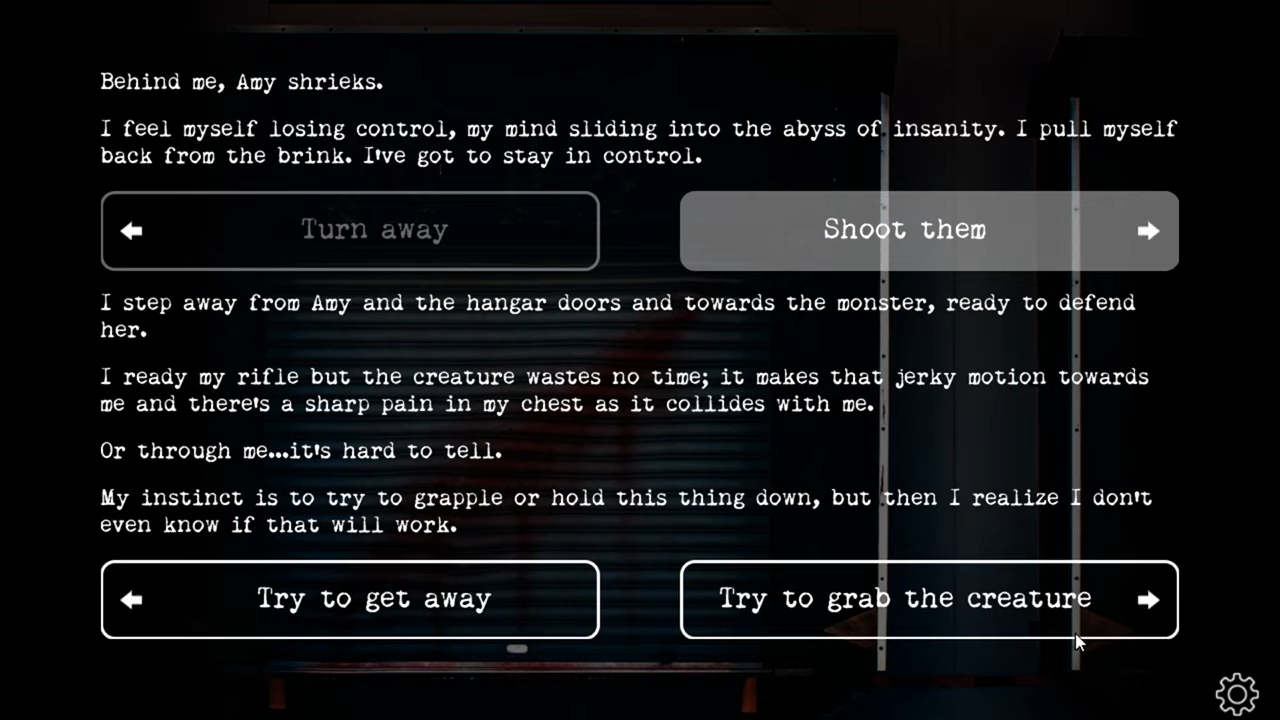 Behind me, Amy shrieks.
I feel myself losing control, my mind sliding into the abyss of insanity. I pull myself
back from the brink. I've got to stay in control.
Turn away
Shoot them
I step away from Amy and the hangar doors and towards the monster, ready to defend
her.
I ready my rifle but the creature wastes no time; it makes that jerky motion towards
me and there's a sharp pain in my chest as it collides with me.
Or through me...it's hard to tell.
My instinct is to try to grapple or hold this thing down, but then I realize I don't
even know if that will work.
Try to get away
Try to grab the creature